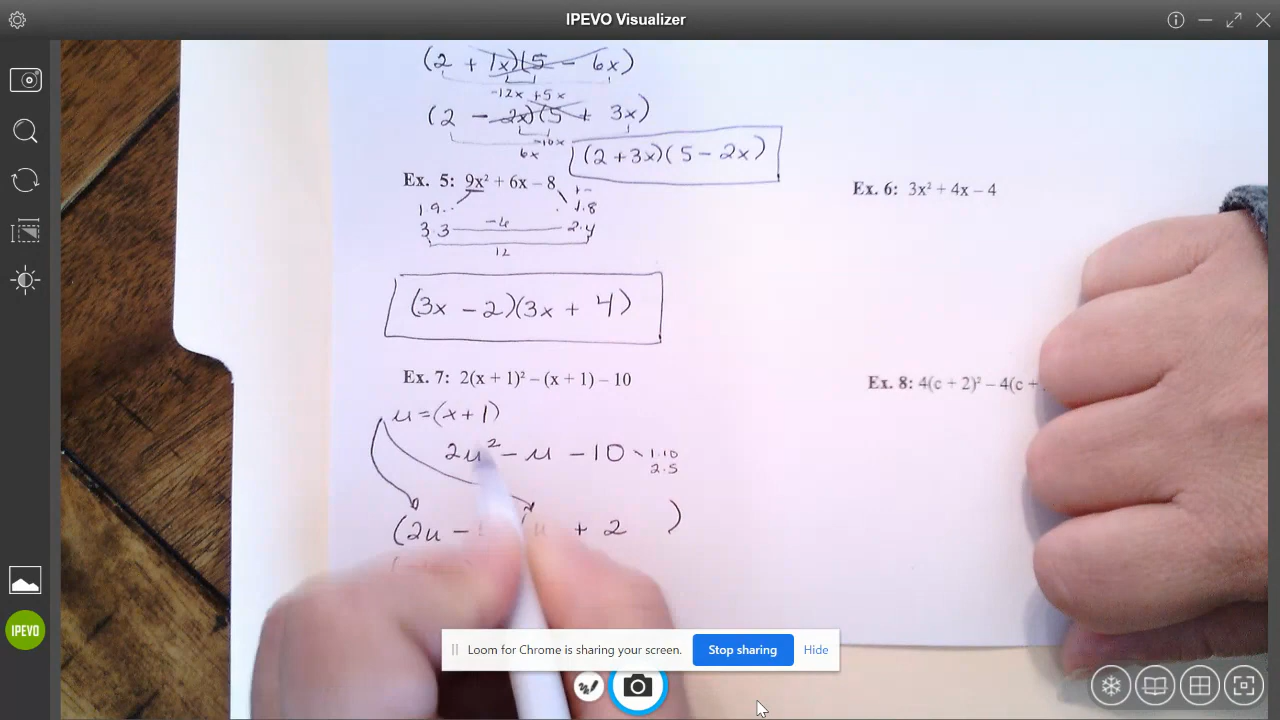 IPEVO Visualizer
(2 + 1x)(5 - 6x)
-12x +5x
(2 - 2x)(5 + 3x)
-10x
6x
(2+3x)(5-2x)
Ex. 5: 9x² + 6x – 8
+ -
1 9 · · 1.8
3.3 -6 2.4
12
(3x - 2)(3x + 4)
Ex. 6: 3x² + 4x – 4
Ex. 7: 2(x + 1)² – (x + 1) – 10
u = (x + 1)
2u² - u - 10 1.10
2.5
(2u - u + 2 )
Ex. 8: 4(c + 2)² – 4(c +
IPEVO
Loom for Chrome is sharing your screen.
Stop sharing
Hide